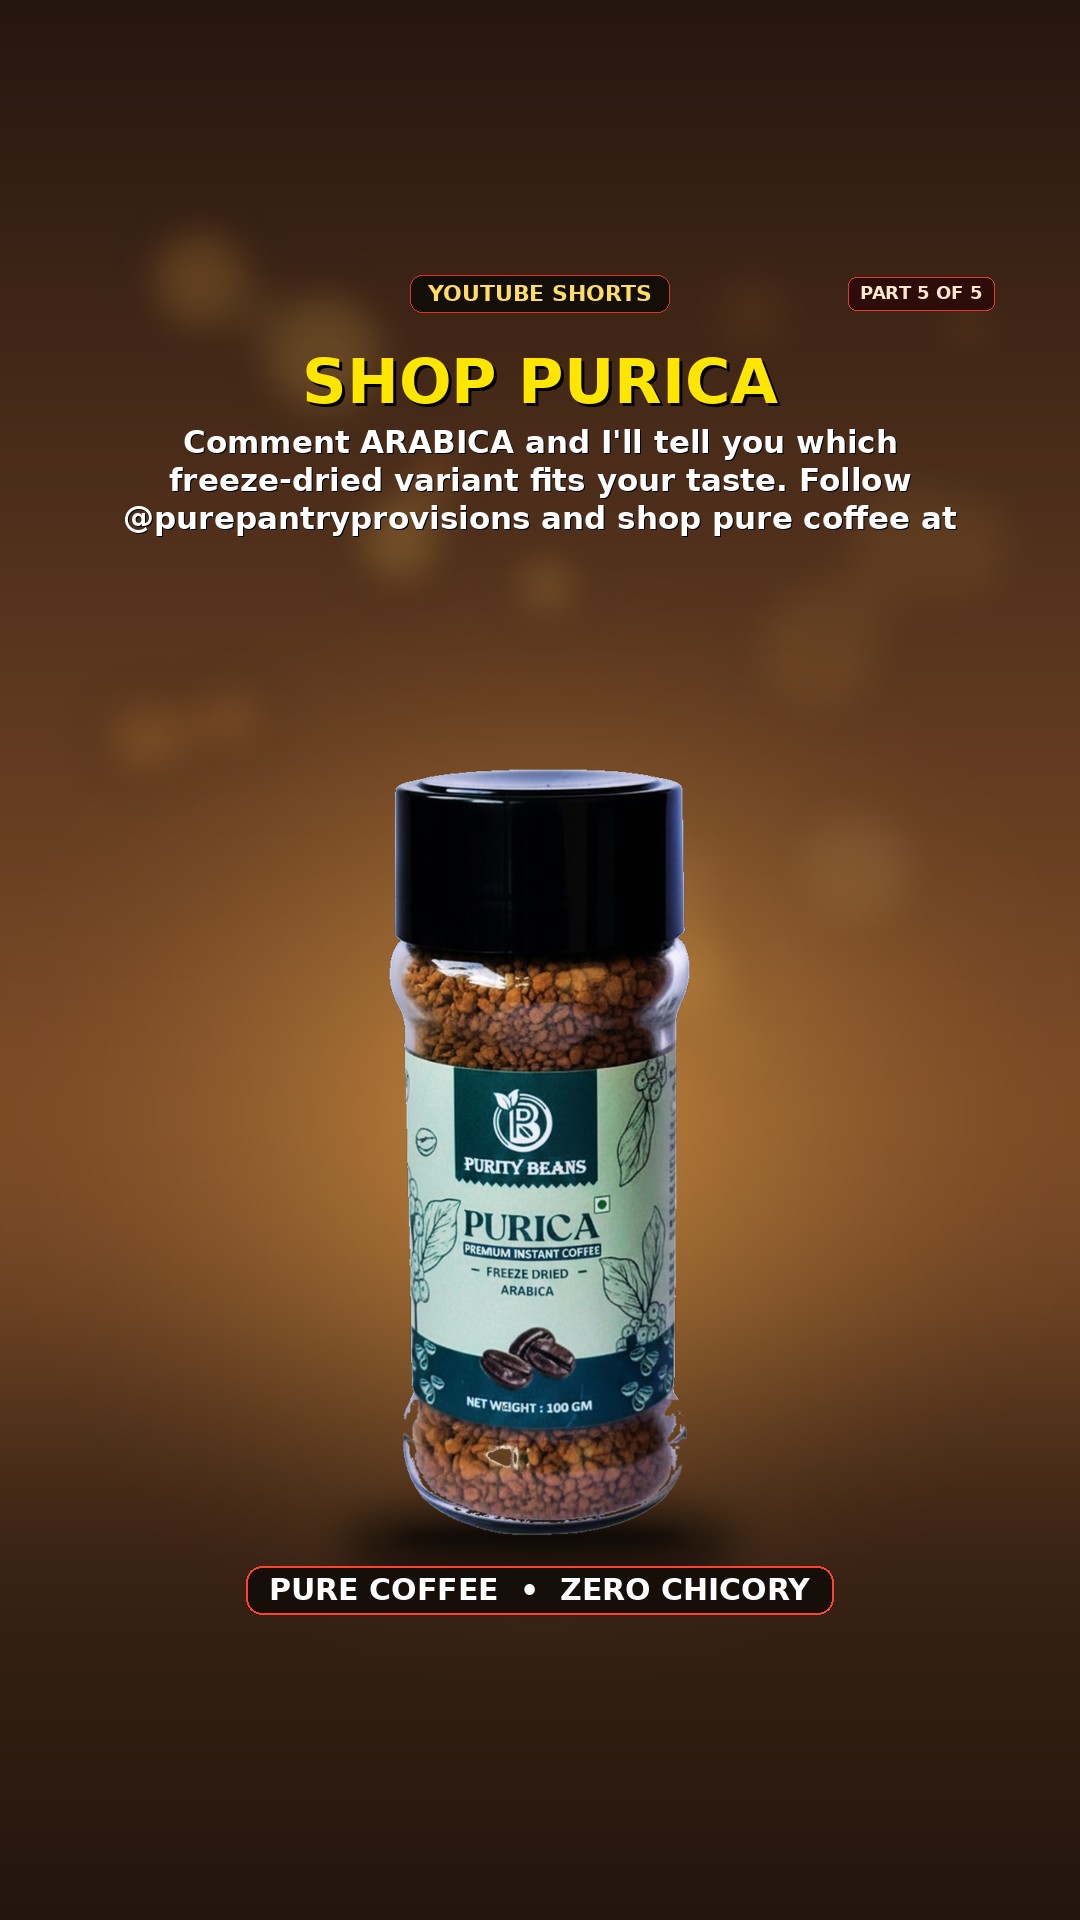 YOUTUBE SHORTS
PART 5 OF 5
SHOP PURICA
Comment ARABICA and I'll tell you which
freeze-dried variant fits your taste. Follow
@purepantryprovisions and shop pure coffee at
PURITY BEANS
PURICA
PREMIUM INSTANT COFFEE
- FREEZE DRIED -
ARABICA
NET WEIGHT : 100 GM
PURE COFFEE • ZERO CHICORY